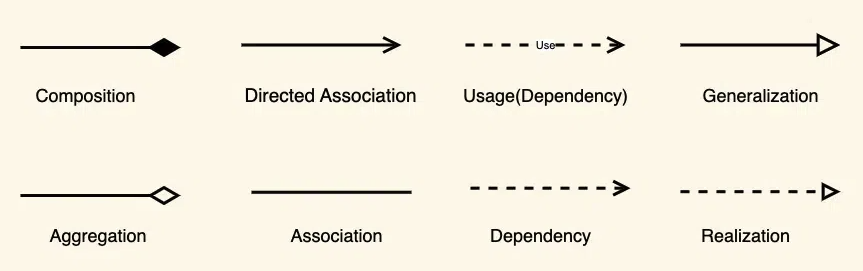 Use
Composition
Directed Association
Usage(Dependency)
Generalization
Aggregation
Association
Dependency
Realization